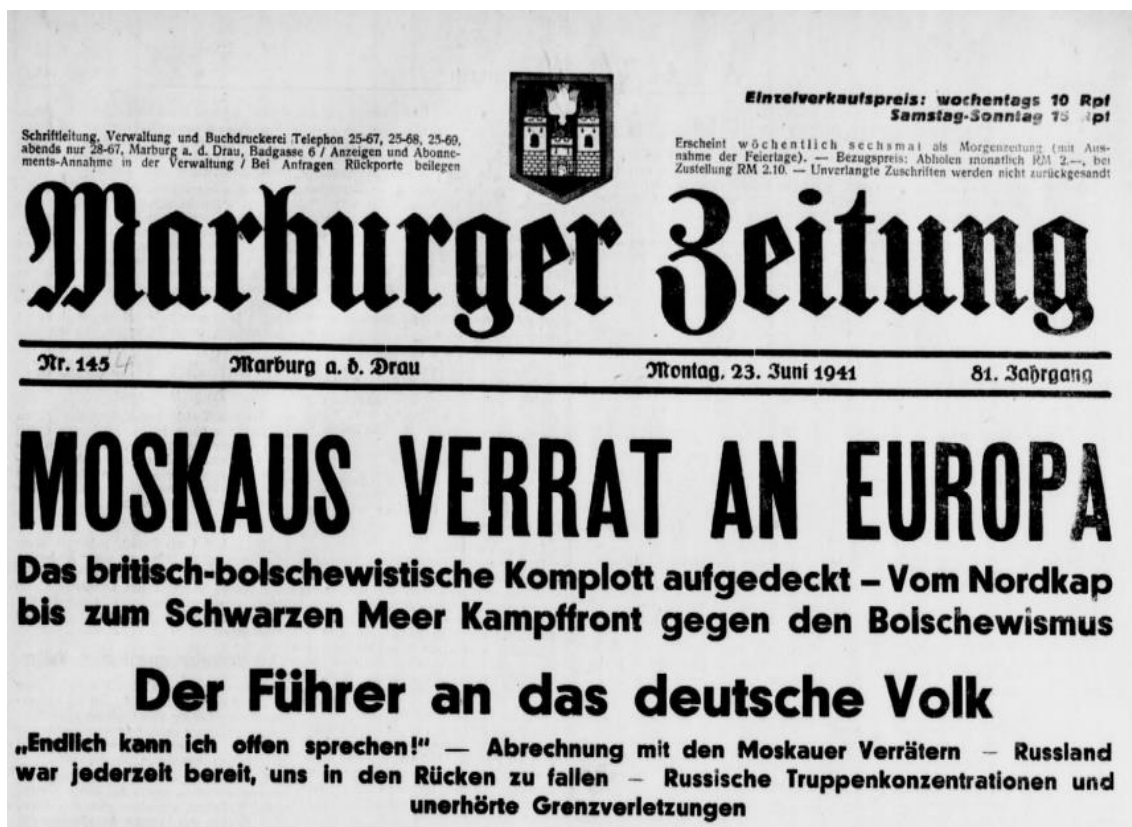 Einzelverkaufspreis: wochentags 10 Rpf
Samstag-Sonntag 15 Rpf
Schriftleitung, Verwaltung und Buchdruckerei Telephon 25-67, 25-68, 25-69,
abends nur 28-67, Marburg a. d. Drau, Badgasse 6 / Anzeigen und Abonne-
ments-Annahme in der Verwaltung / Bei Anfragen Rückporto beilegen
Erscheint wöchentlich sechsmal als Morgenzeitung (mit Aus-
nahme der Feiertage). — Bezugspreis: Abholen monatlich RM 2.—, bei
Zustellung RM 2.10. — Unverlangte Zuschriften werden nicht zurückgesandt
Marburger Zeitung
Nr. 145 4 Marburg a. d. Drau Montag, 23. Juni 1941 81. Jahrgang
MOSKAUS VERRAT AN EUROPA
Das britisch-bolschewistische Komplott aufgedeckt – Vom Nordkap
bis zum Schwarzen Meer Kampffront gegen den Bolschewismus
Der Führer an das deutsche Volk
„Endlich kann ich offen sprechen!“ — Abrechnung mit den Moskauer Verrätern — Russland
war jederzeit bereit, uns in den Rücken zu fallen — Russische Truppenkonzentrationen und
unerhörte Grenzverletzungen